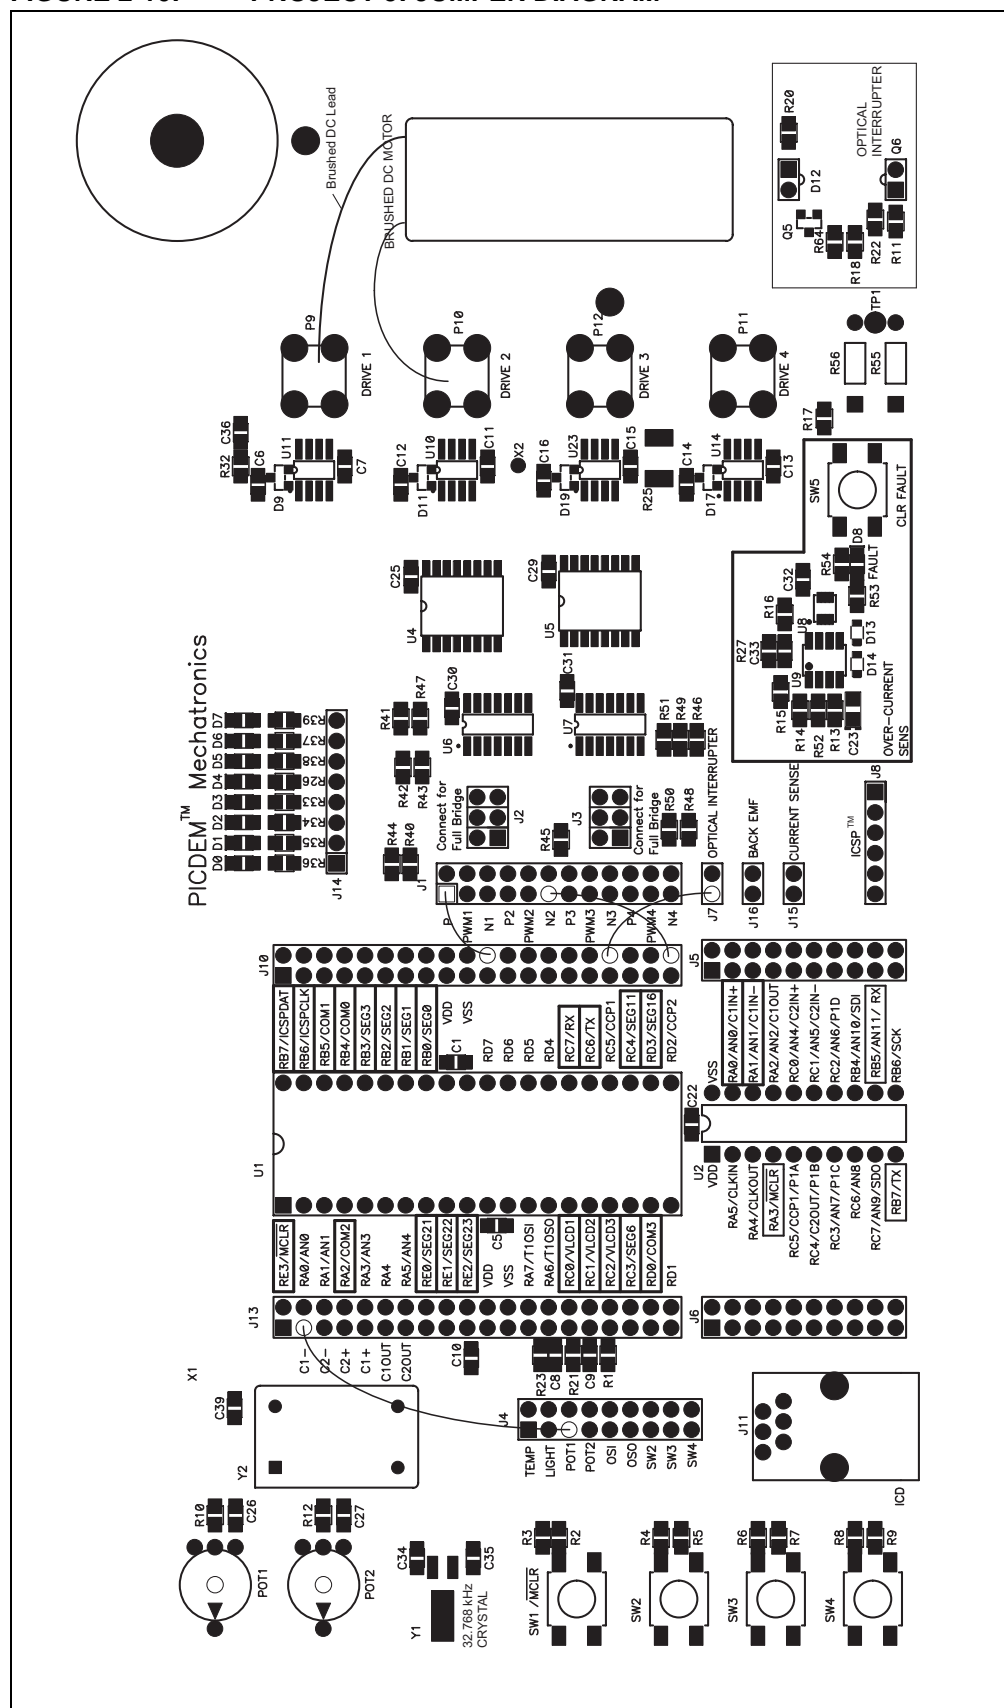 Brushed DC Lead
BRUSHED DC MOTOR
R20
OPTICAL
INTERRUPTER
Q6
D12
Q5
R64
R18
R22
R11
TP1
P9
P10
P12
P11
DRIVE 1
DRIVE 2
DRIVE 3
DRIVE 4
R56
R55
R17
C36
R32
C6
D9
U11
C7
C12
D11
U10
C11
X2
C16
D19
U23
C15
R25
C14
D17
U14
C13
SW5
CLR FAULT
C25
U4
C29
U5
R54
D8
FAULT
R53
C32
R16
U8
D13
R27
C33
U9
D14
R15
R14
R52
R13
C23
OVER-CURRENT
SENS
PICDEM™ Mechatronics
D7
D6
D5
D4
D3
D2
D1
D0
R39
R37
R38
R26
R33
R34
R35
R36
J14
R41
R47
C30
U6
C31
U7
R51
R49
R46
R42
R43
R44
R40
Connect for
Full Bridge
J2
R45
J3
Connect for
Full Bridge
R50
R48
OPTICAL INTERRUPTER
J7
BACK EMF
J16
CURRENT SENSE
J15
J8
ICSP™
J1
P
PWM1
N1
P2
PWM2
N2
P3
PWM3
N3
P4
PWM4
N4
J10
RB7/ICSPDAT
RB6/ICSPCLK
RB5/COM1
RB4/COM0
RB3/SEG3
RB2/SEG2
RB1/SEG1
RB0/SEG0
VDD
VSS
C1
RD7
RD6
RD5
RD4
RC7/RX
RC6/TX
RC5/CCP1
RC4/SEG11
RD3/SEG16
RD2/CCP2
J5
VSS
RA0/AN0/C1IN+
RA1/AN1/C1IN-
RA2/AN2/C1OUT
RC0/AN4/C2IN+
RC1/AN5/C2IN-
RC2/AN6/P1D
RB4/AN10/SDI
RB5/AN11/ RX
RB6/SCK
C22
U1
U2
VDD
RA5/CLKIN
RA4/CLKOUT
RA3/MCLR
RC5/CCP1/P1A
RC4/C2OUT/P1B
RC3/AN7/P1C
RC6/AN8
RC7/AN9/SDO
RB7/TX
RE3/MCLR
RA0/AN0
RA1/AN1
RA2/COM2
RA3/AN3
RA4
RA5/AN4
RE0/SEG21
RE1/SEG22
RE2/SEG23
VDD
C5
VSS
RA7/T1OSI
RA6/T1OSO
RC0/VLCD1
RC1/VLCD2
RC2/VLCD3
RC3/SEG6
RD0/COM3
RD1
J13
J6
C1-
C2-
C2+
C1+
C1OUT
C2OUT
C10
R23
C8
R21
C9
R1
X1
C39
Y2
J4
TEMP
LIGHT
POT1
POT2
OSI
OSO
SW2
SW3
SW4
J11
ICD
R10
C26
R12
C27
POT1
POT2
C34
C35
Y1
32.768 kHz
CRYSTAL
R3
R2
SW1 /MCLR
R4
R5
SW2
R6
R7
SW3
R8
R9
SW4